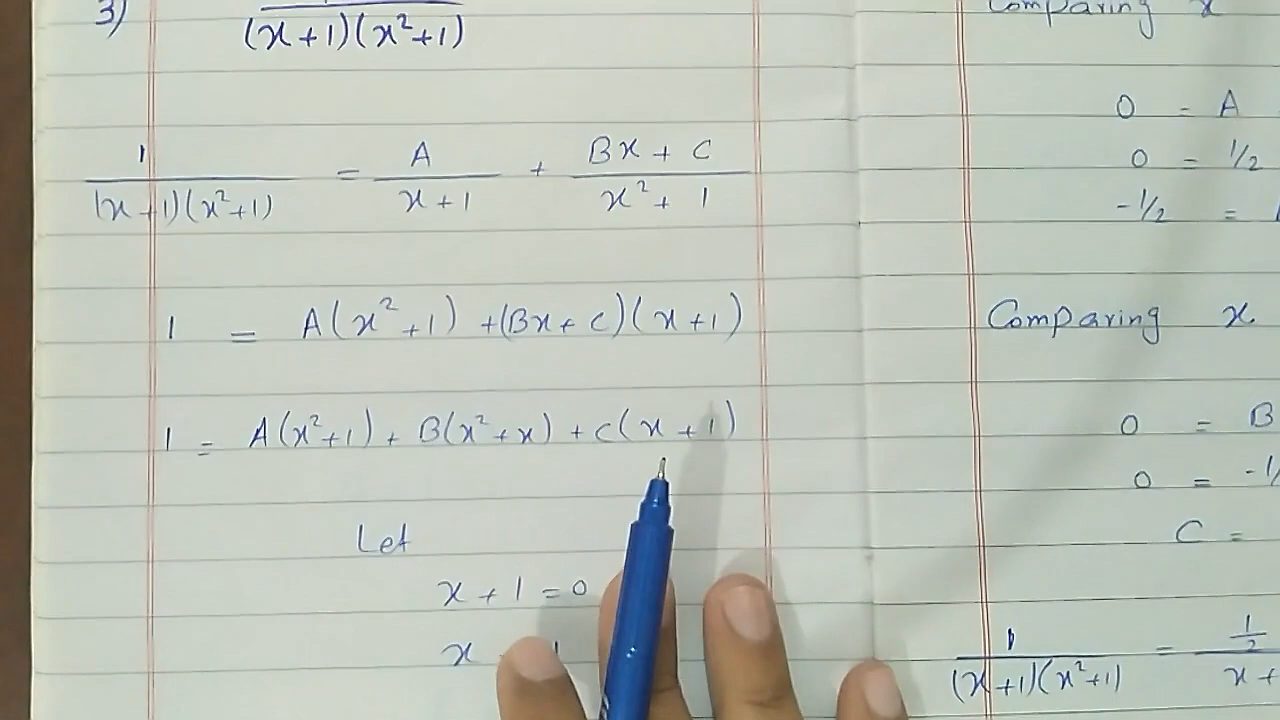 3)
(x+1)(x²+1)
1/((x+1)(x²+1)) = A/(x+1) + (Bx+C)/(x²+1)
1 = A(x²+1) + (Bx+C)(x+1)
1 = A(x²+1) + B(x²+x) + C(x+1)
Let
x+1=0
x
Comparing x
0 = A
0 = 1/2
-1/2 =
Comparing x
0 = B
0 =
C =
1/((x+1)(x²+1)) = 1/2 / x+